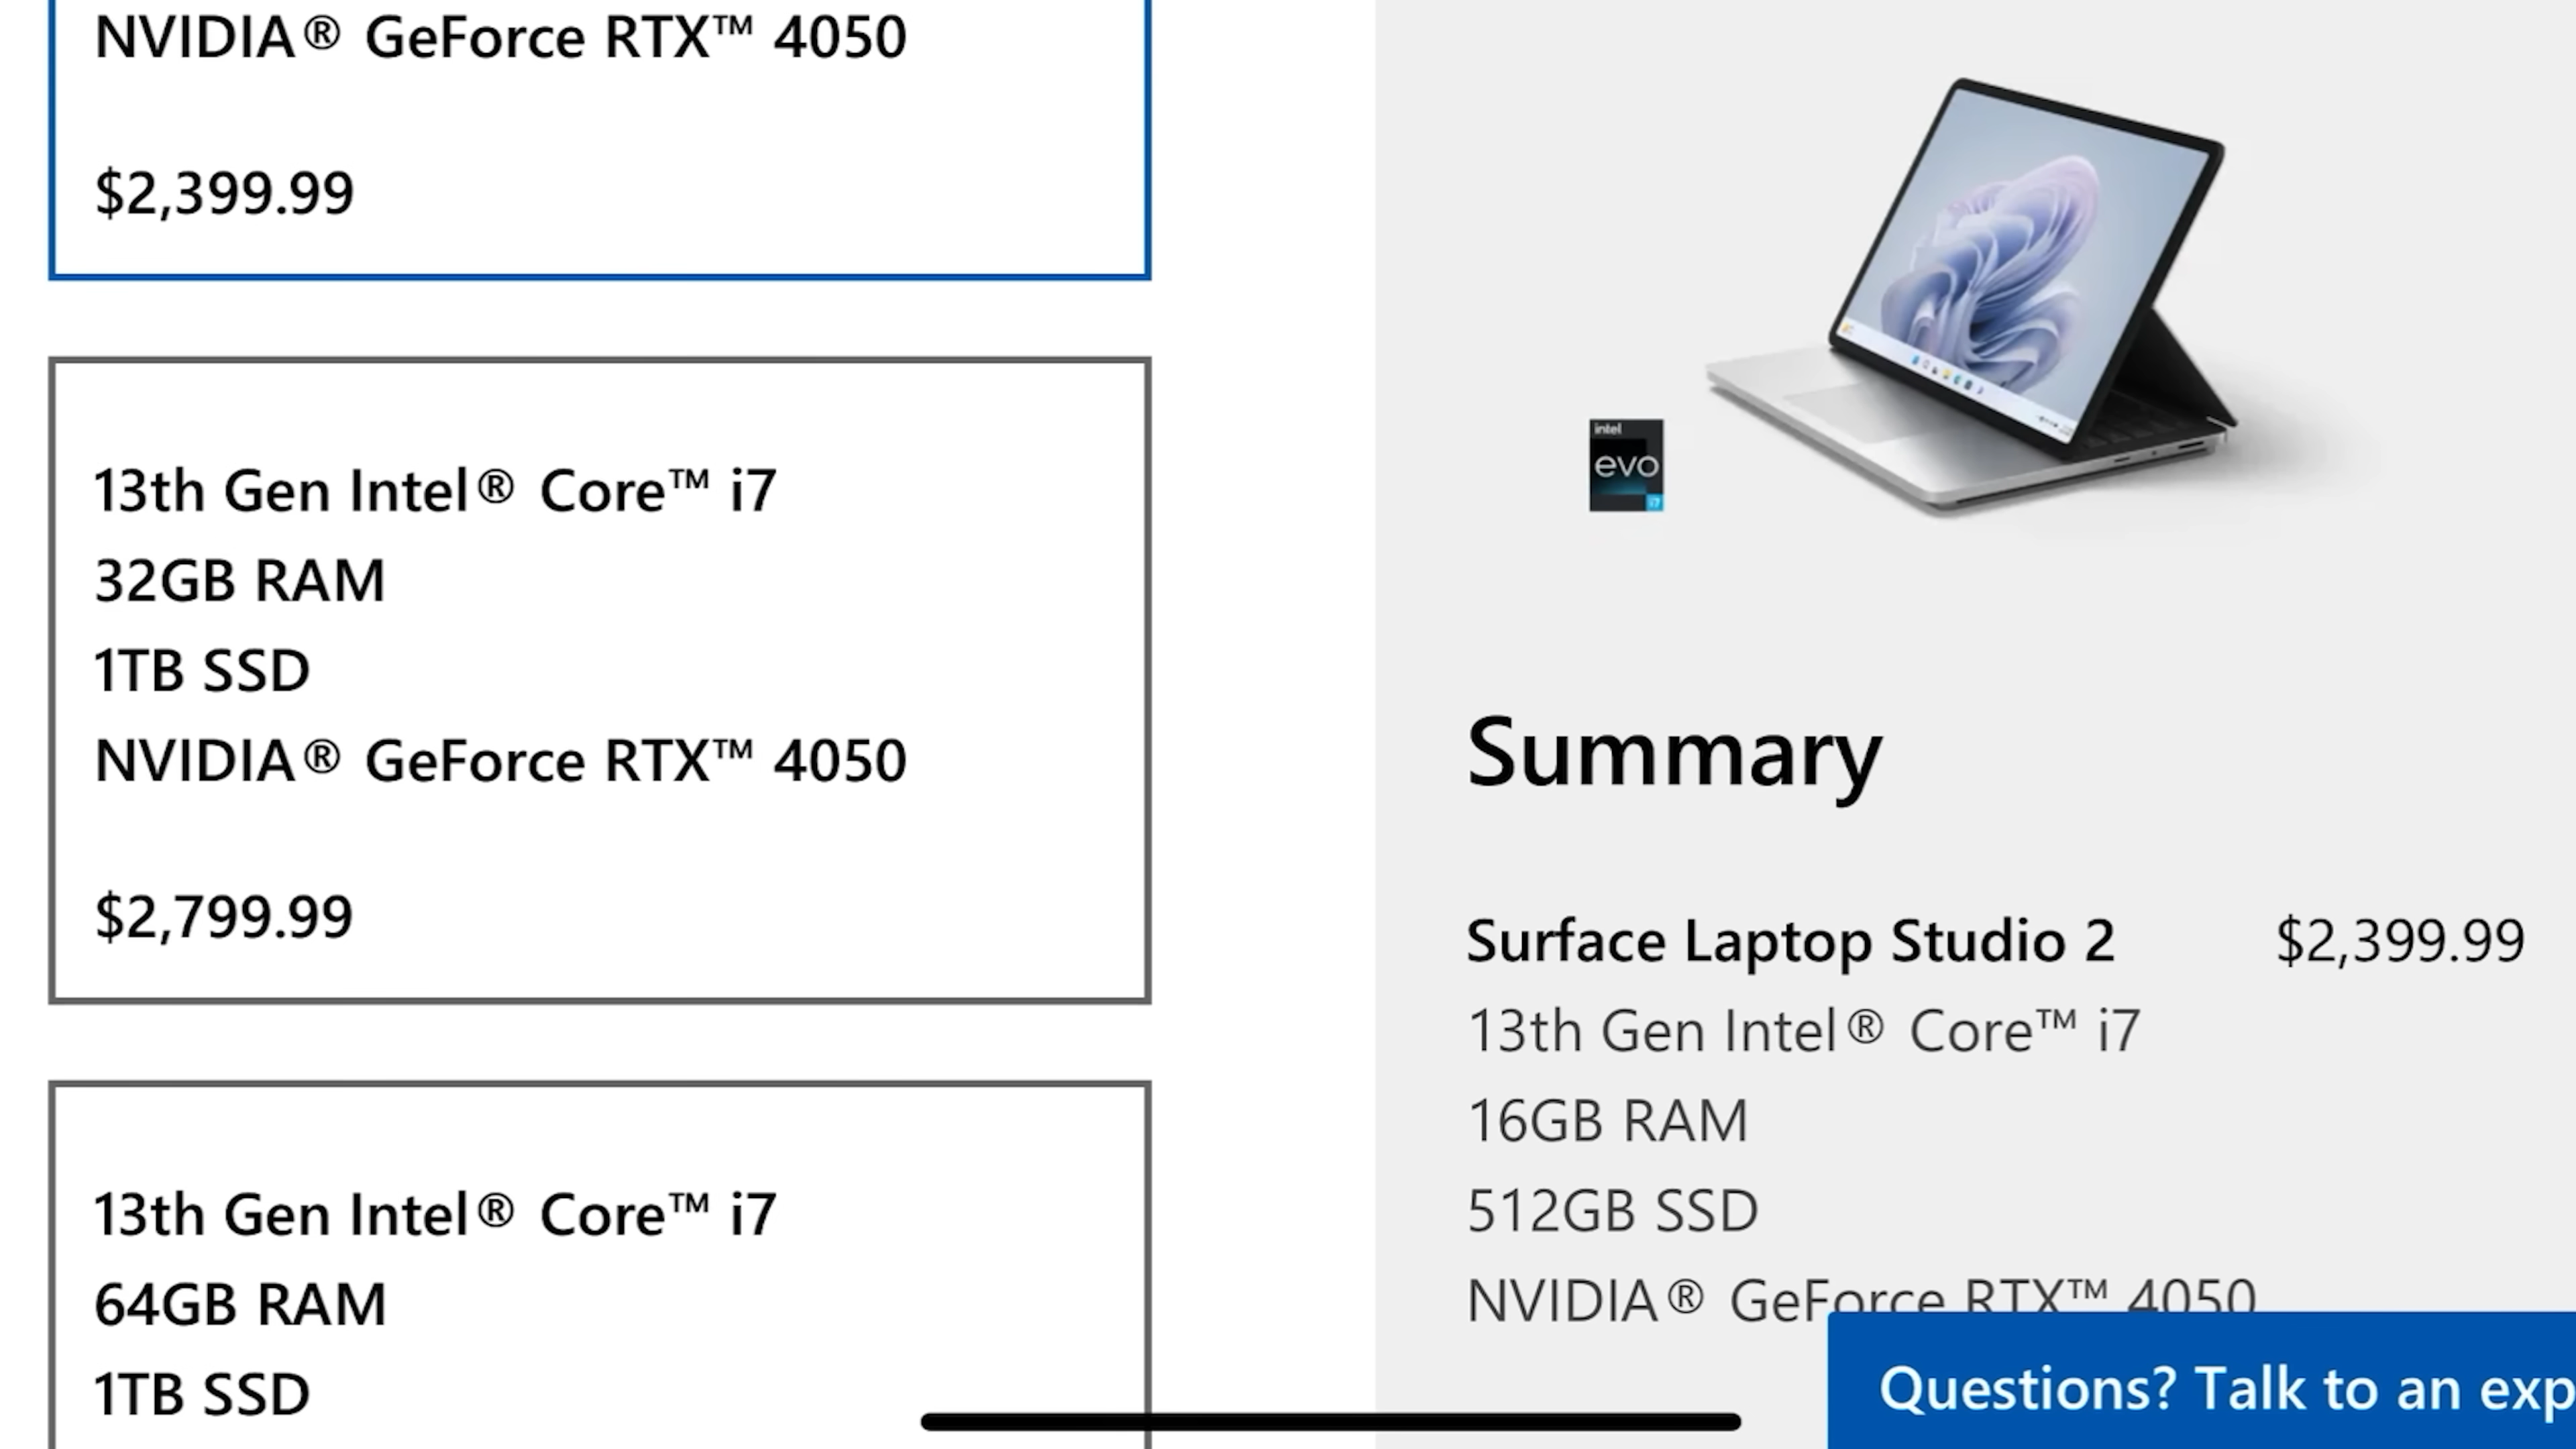 NVIDIA® GeForce RTX™ 4050
$2,399.99
13th Gen Intel® Core™ i7
32GB RAM
1TB SSD
NVIDIA® GeForce RTX™ 4050
$2,799.99
13th Gen Intel® Core™ i7
64GB RAM
1TB SSD
intel
evo
i7
Summary
Surface Laptop Studio 2 $2,399.99
13th Gen Intel® Core™ i7
16GB RAM
512GB SSD
NVIDIA® GeForce RTX™ 4050
Questions? Talk to an exp